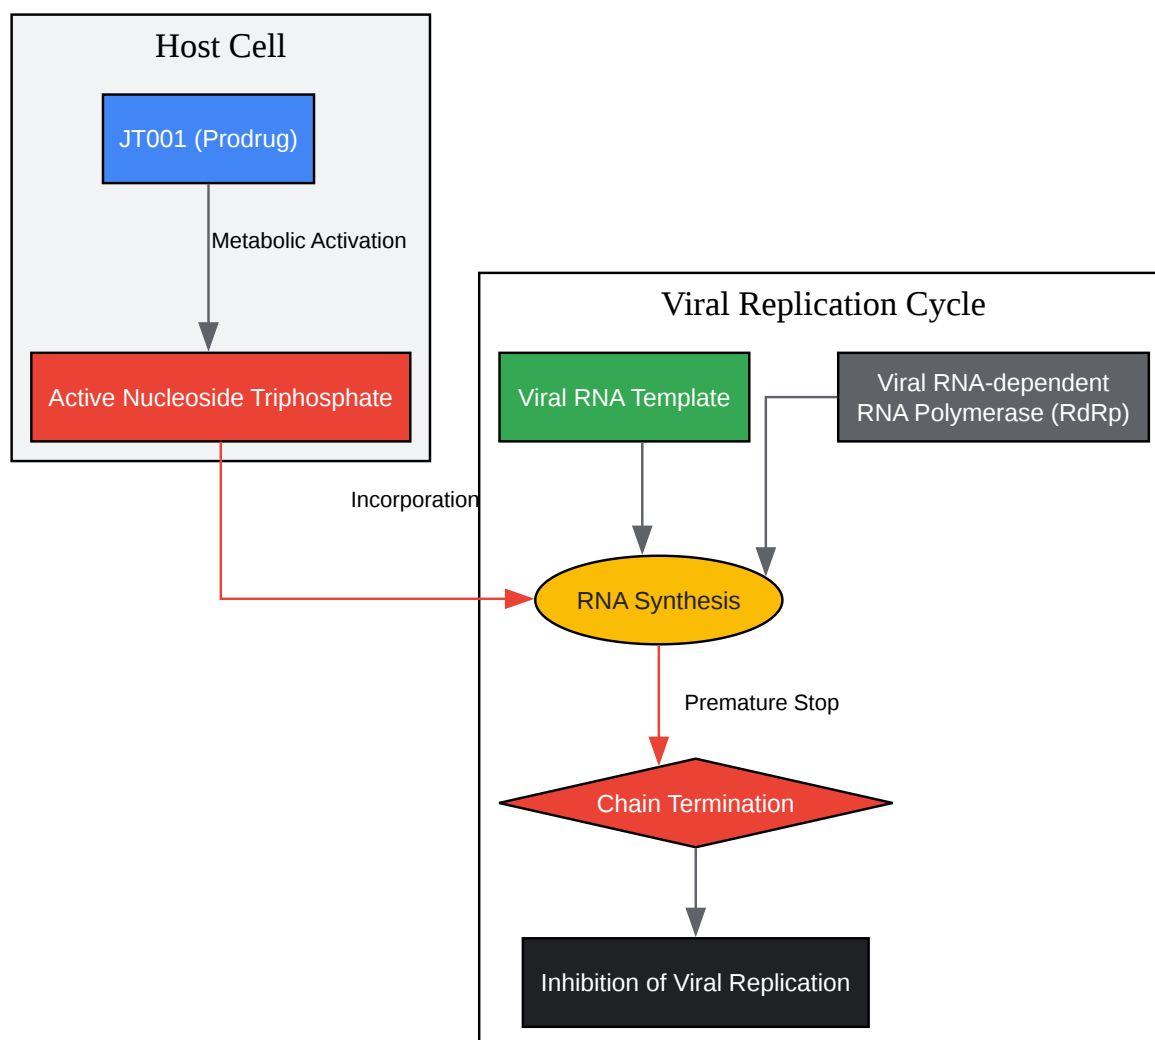 Host Cell
JT001 (Prodrug)
Metabolic Activation
Active Nucleoside Triphosphate
Viral Replication Cycle
Viral RNA Template
Viral RNA-dependent
RNA Polymerase (RdRp)
Incorporation
RNA Synthesis
Premature Stop
Chain Termination
Inhibition of Viral Replication